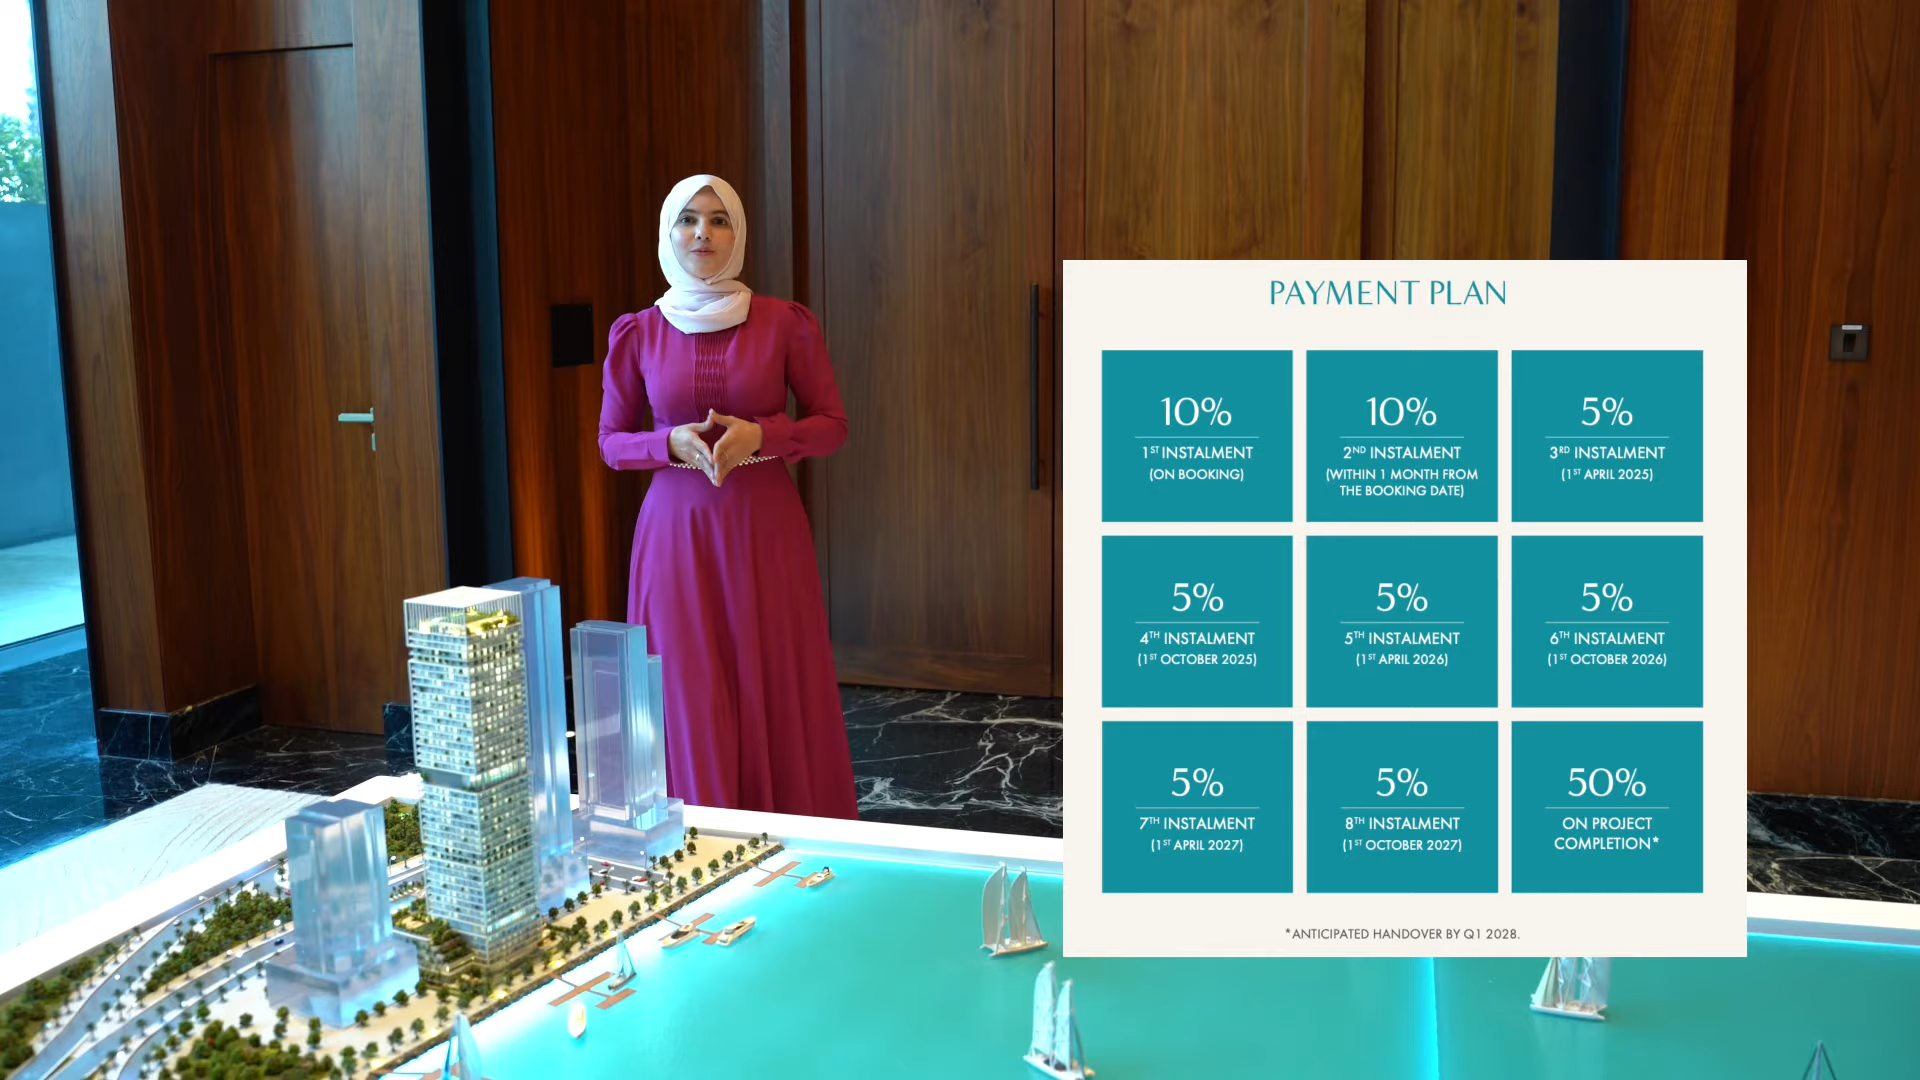 PAYMENT PLAN
10%
1ST INSTALMENT
(ON BOOKING)
10%
2ND INSTALMENT
(WITHIN 1 MONTH FROM
THE BOOKING DATE)
5%
3RD INSTALMENT
(1ST APRIL 2025)
5%
4TH INSTALMENT
(1ST OCTOBER 2025)
5%
5TH INSTALMENT
(1ST APRIL 2026)
5%
6TH INSTALMENT
(1ST OCTOBER 2026)
5%
7TH INSTALMENT
(1ST APRIL 2027)
5%
8TH INSTALMENT
(1ST OCTOBER 2027)
50%
ON PROJECT
COMPLETION*
*ANTICIPATED HANDOVER BY Q1 2028.